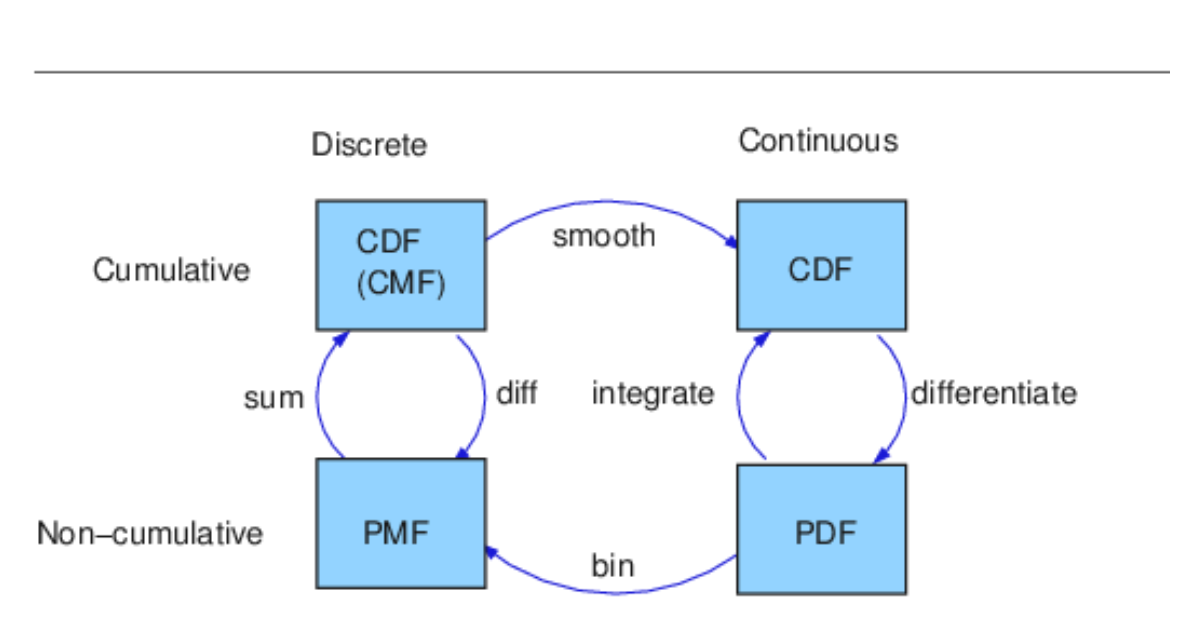 Discrete
Continuous
CDF
(CMF)
smooth
CDF
Cumulative
sum
diff
integrate
differentiate
Non–cumulative
PMF
bin
PDF